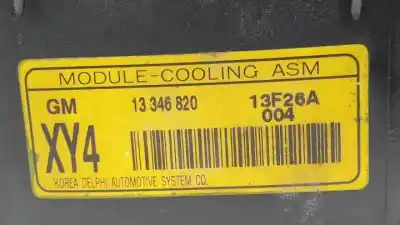 MODULE-COOLING ASM
GM 13 346 820 13F26A
XY4 004
KOREA DELPHI AUTOMOTIVE SYSTEM CO.